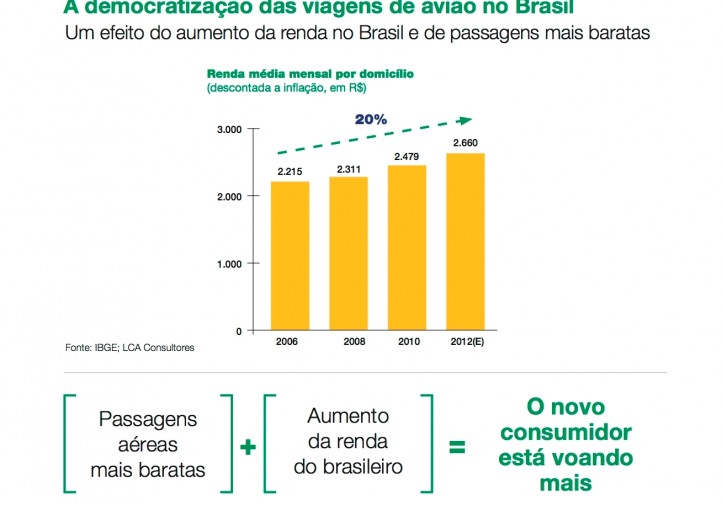 A democratização das viagens de avião no Brasil
Um efeito do aumento da renda no Brasil e de passagens mais baratas
Renda média mensal por domicílio
(descontada a inflação, em R$)
20%
3.000
2.000
1.000
0
2.215
2.311
2.479
2.660
2006
2008
2010
2012(E)
Fonte: IBGE; LCA Consultores
Passagens
aéreas
mais baratas
+
Aumento
da renda
do brasileiro
=
O novo
consumidor
está voando
mais